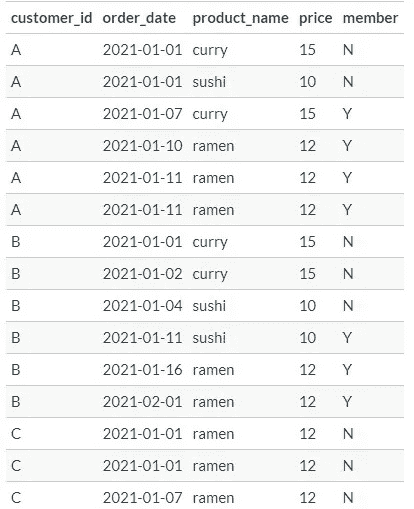 customer_id order_date product_name price member
A 2021-01-01 curry 15 N
A 2021-01-01 sushi 10 N
A 2021-01-07 curry 15 Y
A 2021-01-10 ramen 12 Y
A 2021-01-11 ramen 12 Y
A 2021-01-11 ramen 12 Y
B 2021-01-01 curry 15 N
B 2021-01-02 curry 15 N
B 2021-01-04 sushi 10 N
B 2021-01-11 sushi 10 Y
B 2021-01-16 ramen 12 Y
B 2021-02-01 ramen 12 Y
C 2021-01-01 ramen 12 N
C 2021-01-01 ramen 12 N
C 2021-01-07 ramen 12 N